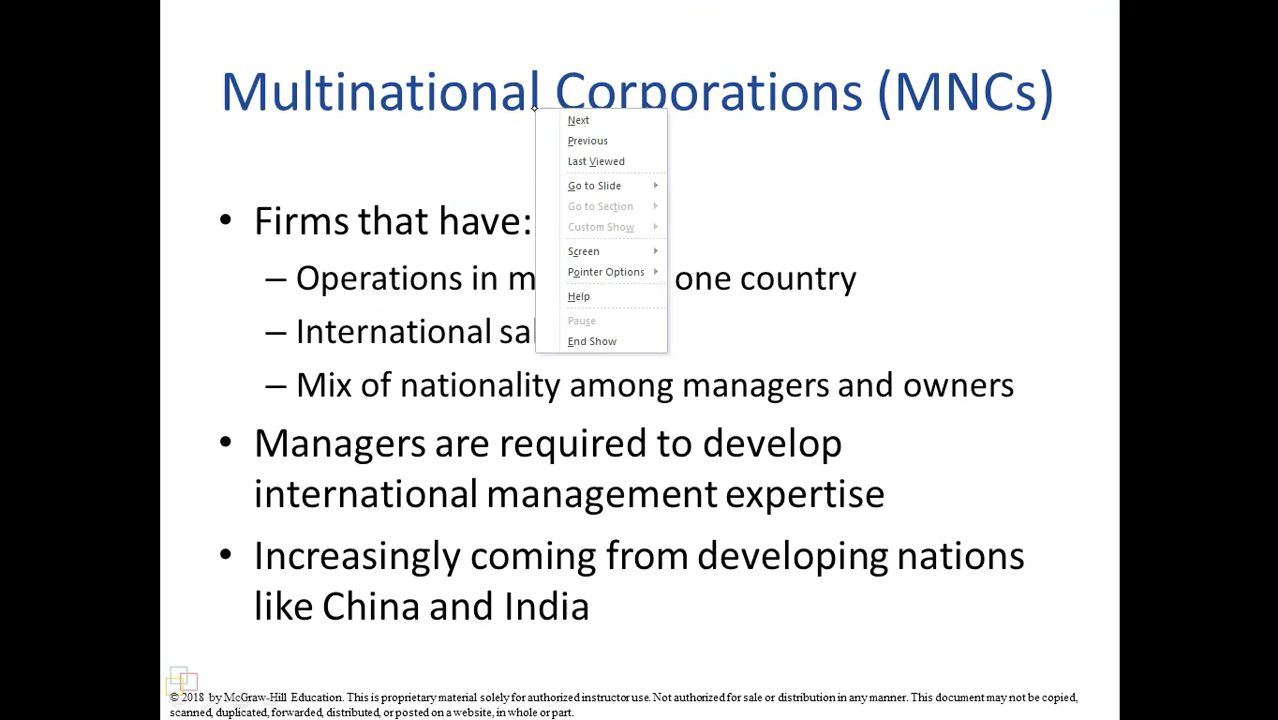 Multinational Corporations (MNCs)
Next
Previous
Last Viewed
Go to Slide
Go to Section
Custom Show
Screen
Pointer Options
Help
Pause
End Show
• Firms that have:
– Operations in m one country
– International sal
– Mix of nationality among managers and owners
• Managers are required to develop
international management expertise
• Increasingly coming from developing nations
like China and India
© 2018 by McGraw-Hill Education. This is proprietary material solely for authorized instructor use. Not authorized for sale or distribution in any manner. This document may not be copied,
scanned, duplicated, forwarded, distributed, or posted on a website, in whole or part.